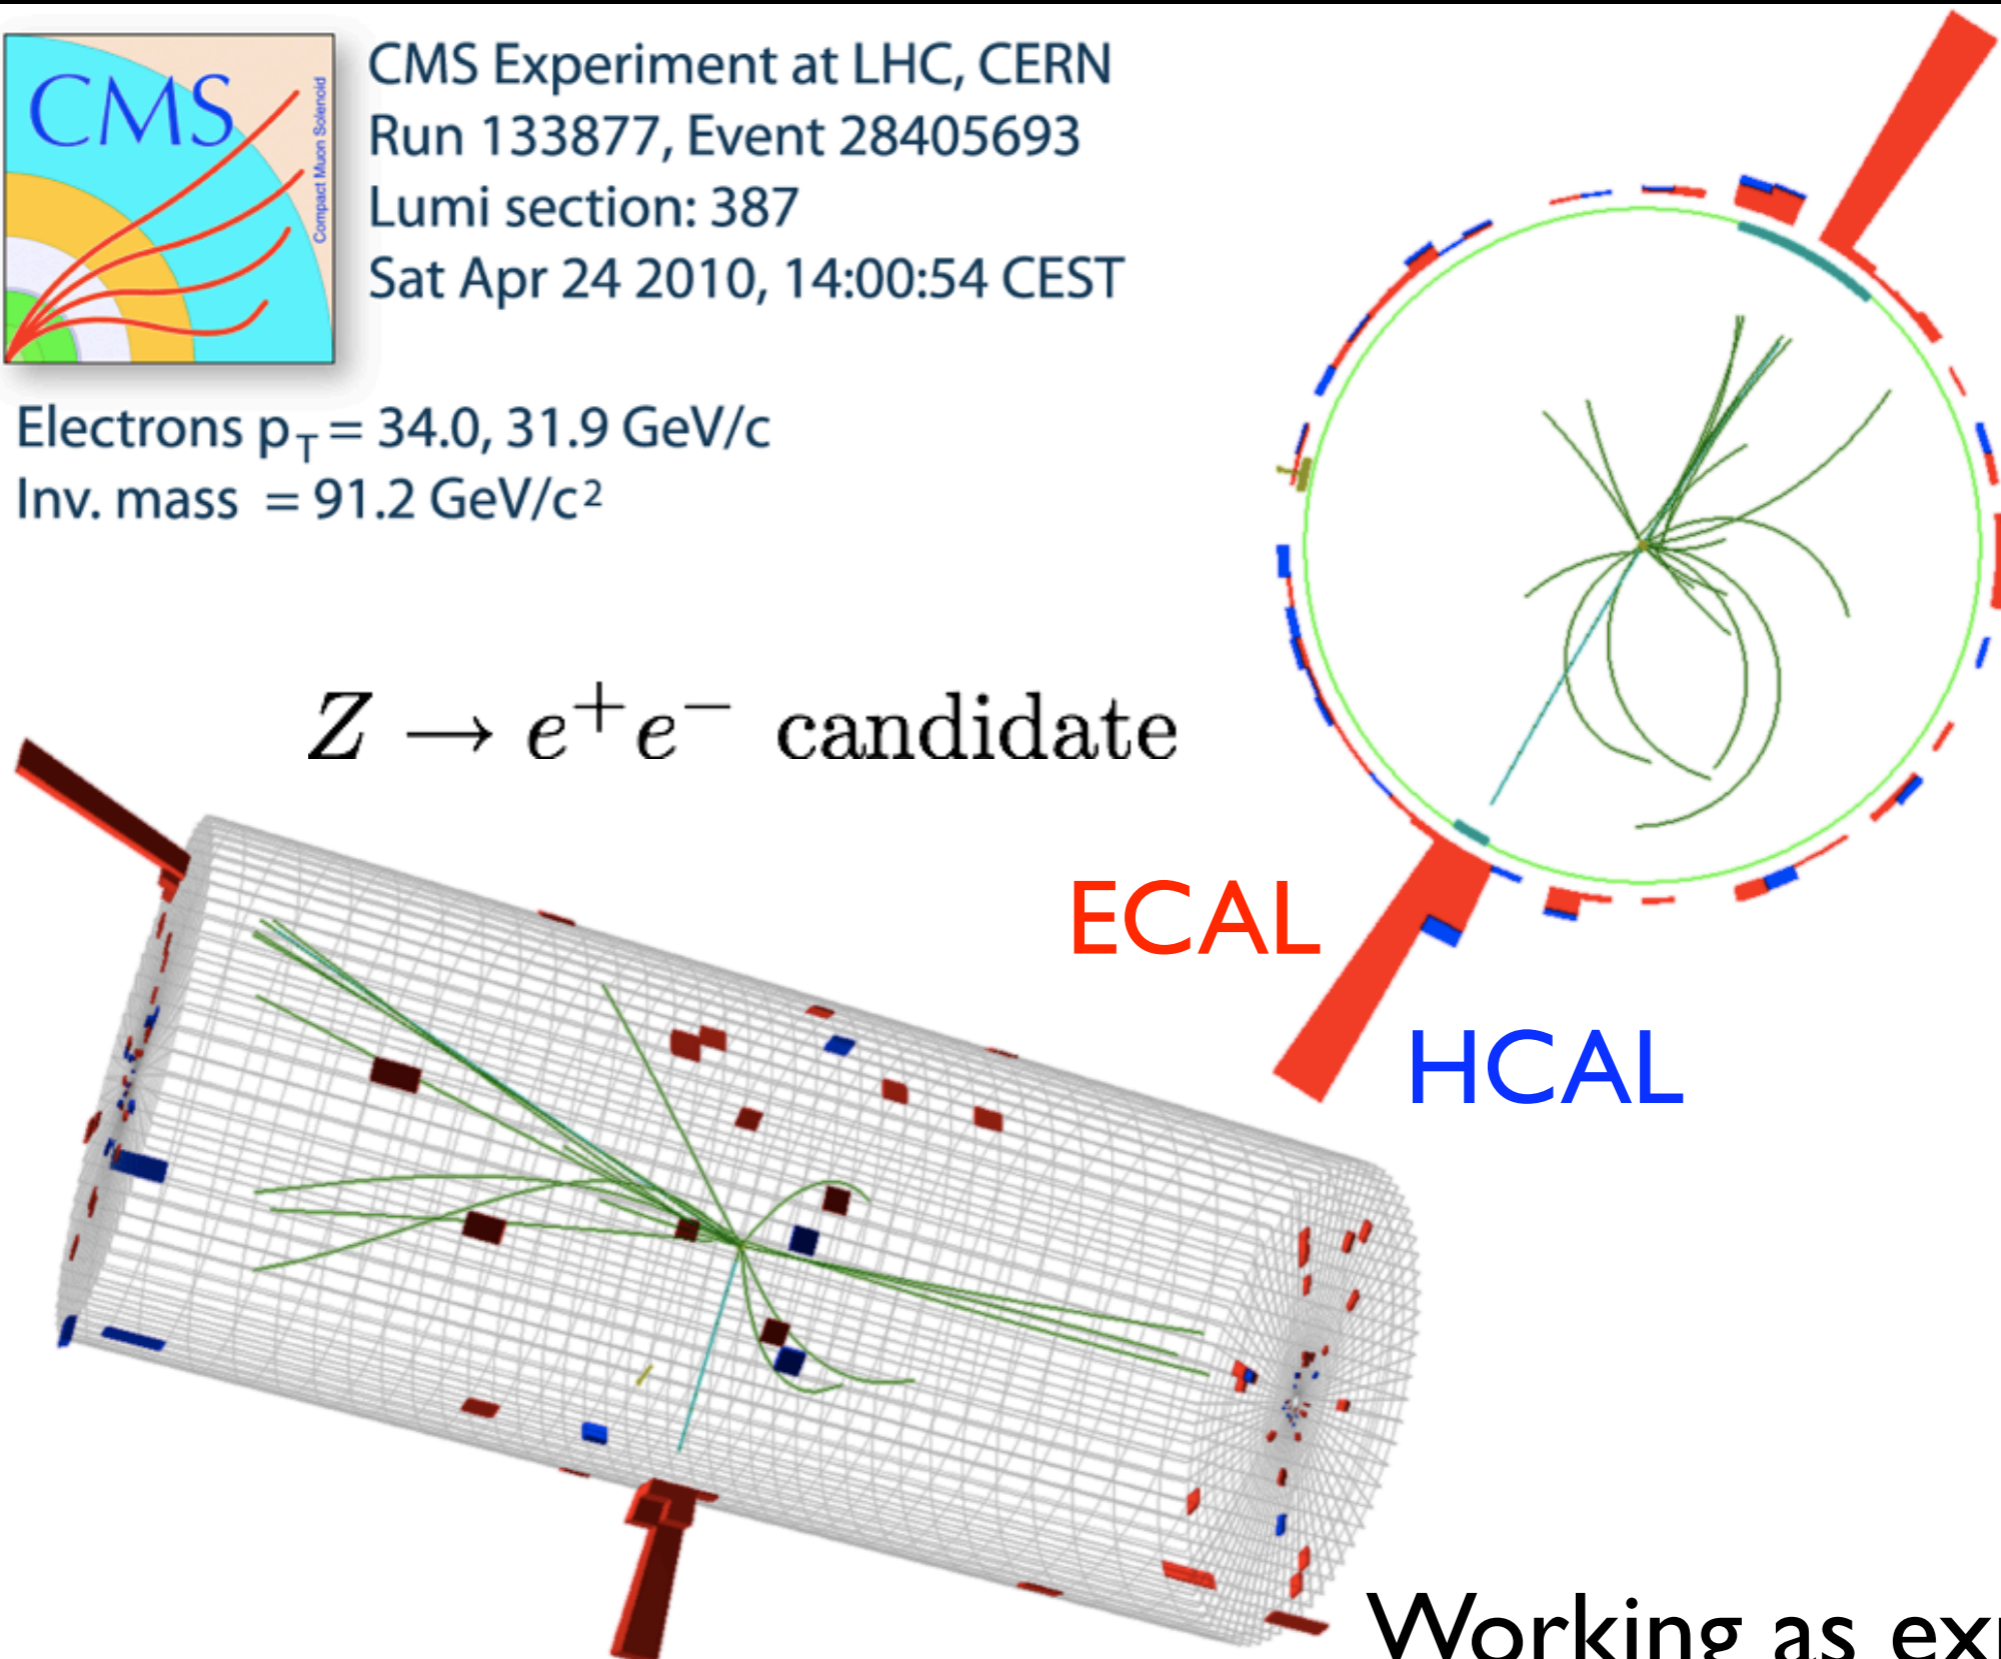 CMS
Compact Muon Solenoid
CMS Experiment at LHC, CERN
Run 133877, Event 28405693
Lumi section: 387
Sat Apr 24 2010, 14:00:54 CEST
Electrons pT = 34.0, 31.9 GeV/c
Inv. mass = 91.2 GeV/c²
Z → e⁺e⁻ candidate
ECAL
HCAL
Working as